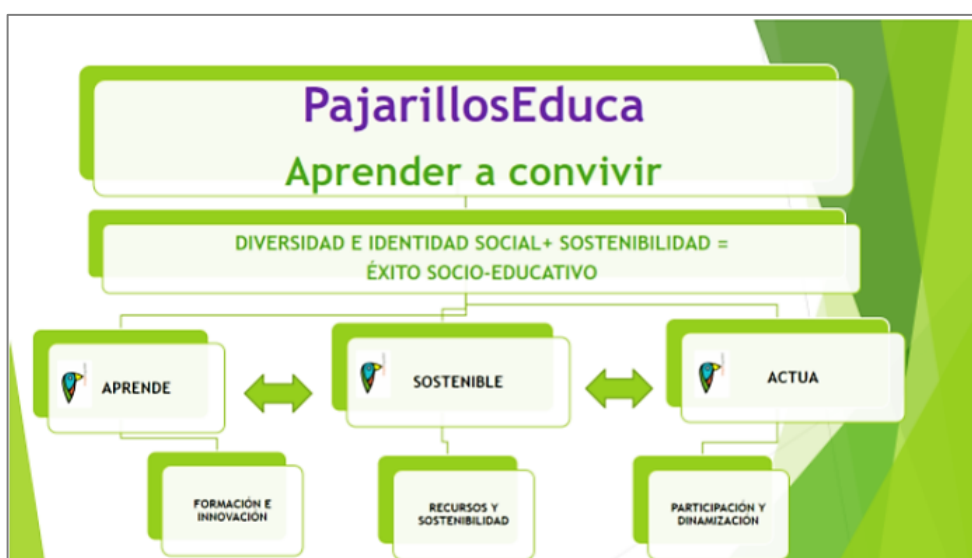 PajarillosEduca
Aprender a convivir
DIVERSIDAD E IDENTIDAD SOCIAL+ SOSTENIBILIDAD =
ÉXITO SOCIO-EDUCATIVO
APRENDE
SOSTENIBLE
ACTUA
FORMACIÓN E
INNOVACIÓN
RECURSOS Y
SOSTENIBILIDAD
PARTICIPACIÓN Y
DINAMIZACIÓN